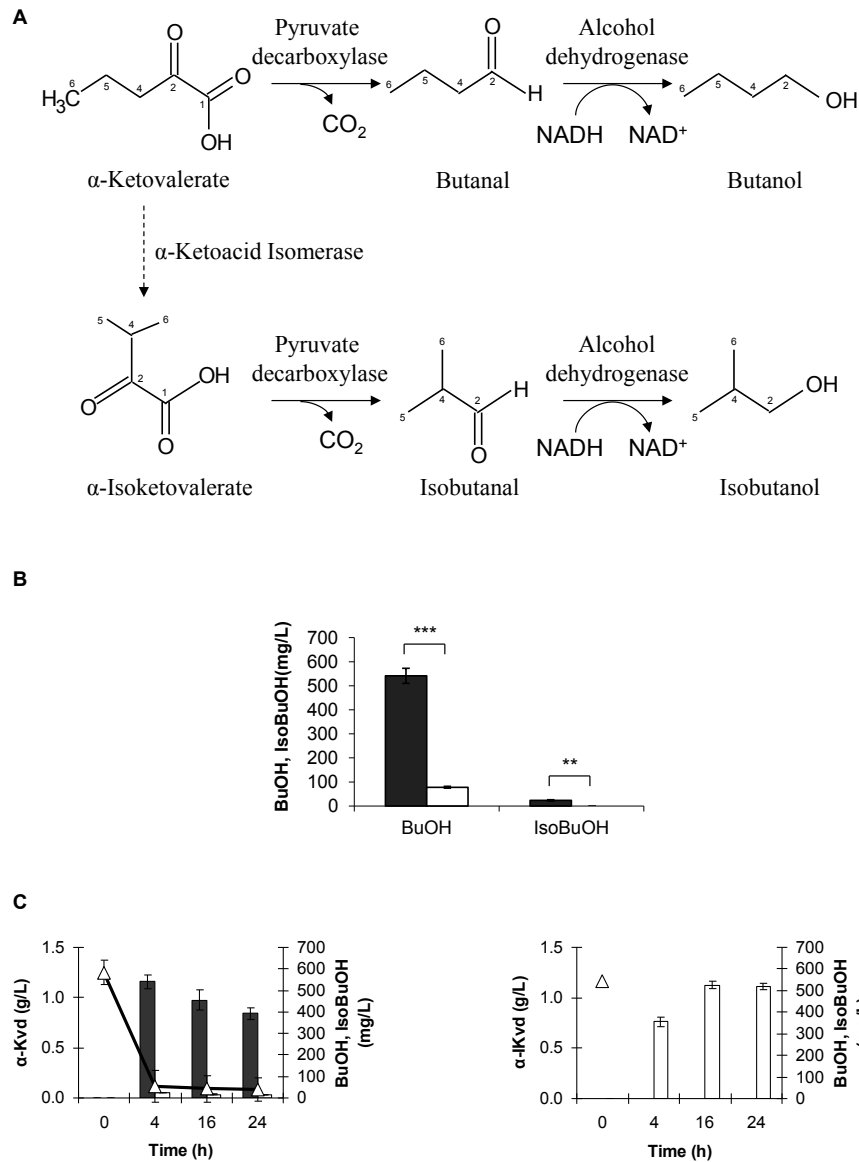 A
Pyruvate
decarboxylase
Alcohol
dehydrogenase
O
O
O
H3C
6
5
4
2
1
OH
CO2
6
5
4
2
H
NADH
NAD+
6
5
4
2
OH
α-Ketovalerate
Butanal
Butanol
α-Ketoacid Isomerase
5
4
6
2
1
OH
O
O
Pyruvate
decarboxylase
CO2
6
4
5
2
H
O
Alcohol
dehydrogenase
NADH
NAD+
6
4
5
2
OH
α-Isoketovalerate
Isobutanal
Isobutanol
B
BuOH, IsoBuOH(mg/L)
700
600
500
400
300
200
100
0
***
**
BuOH
IsoBuOH
C
α-Kvd (g/L)
1.5
1.0
0.5
0.0
0
4
16
24
Time (h)
700
600
500
400
300
200
100
0
BuOH, IsoBuOH
(mg/L)
α-IKvd (g/L)
1.5
1.0
0.5
0.0
0
4
16
24
Time (h)
700
600
500
400
300
200
100
0
BuOH, IsoBuOH